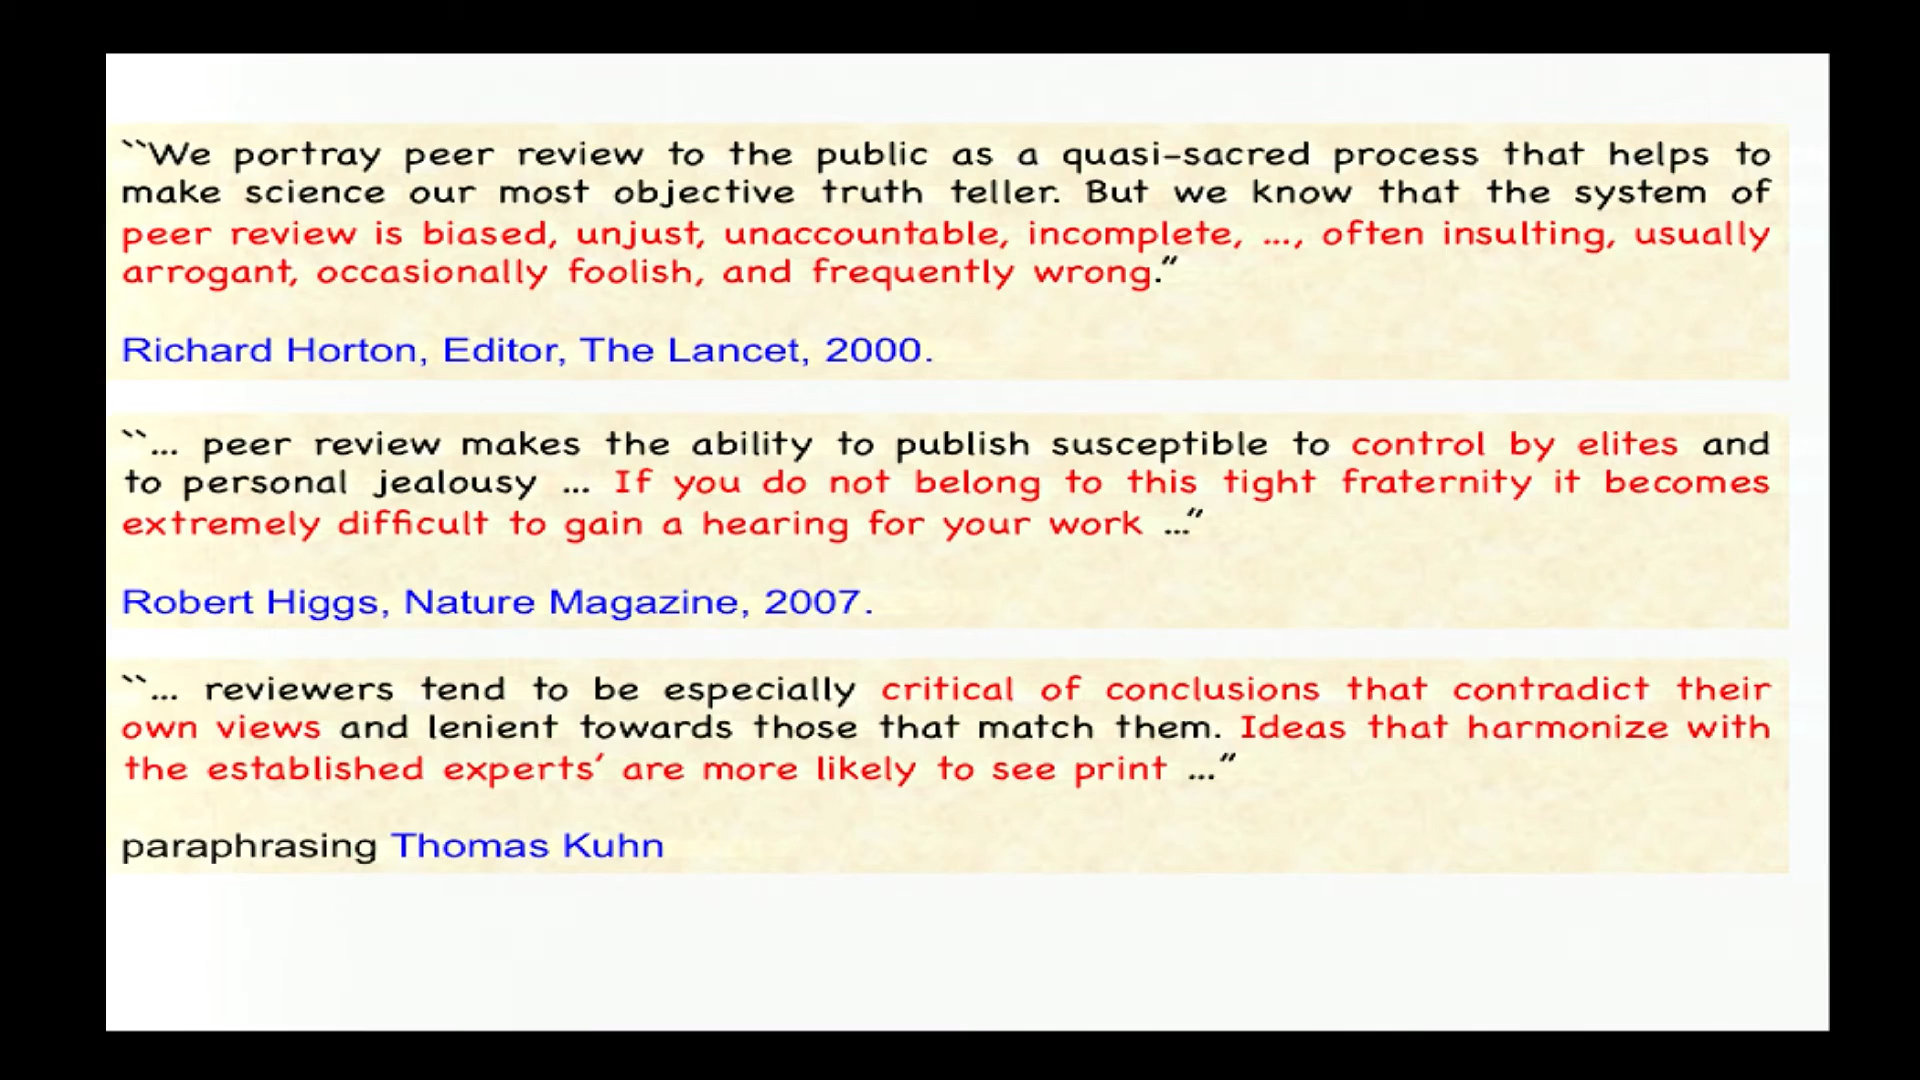 ``We portray peer review to the public as a quasi-sacred process that helps to
make science our most objective truth teller. But we know that the system of
peer review is biased, unjust, unaccountable, incomplete, ..., often insulting, usually
arrogant, occasionally foolish, and frequently wrong.”
Richard Horton, Editor, The Lancet, 2000.
``... peer review makes the ability to publish susceptible to control by elites and
to personal jealousy ... If you do not belong to this tight fraternity it becomes
extremely difficult to gain a hearing for your work ...”
Robert Higgs, Nature Magazine, 2007.
``... reviewers tend to be especially critical of conclusions that contradict their
own views and lenient towards those that match them. Ideas that harmonize with
the established experts’ are more likely to see print ...”
paraphrasing Thomas Kuhn